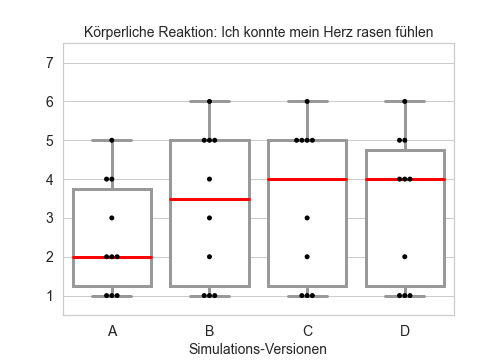 Körperliche Reaktion: Ich konnte mein Herz rasen fühlen
7
6
5
4
3
2
1
A B C D
Simulations-Versionen